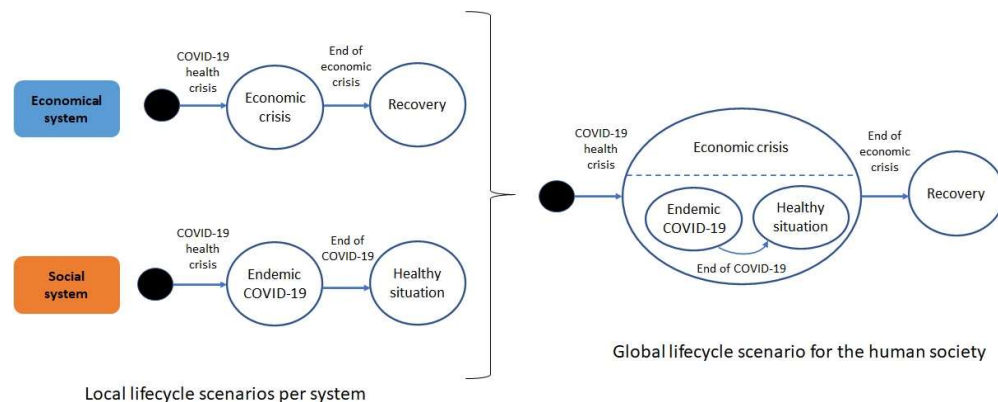 Economical
system
COVID-19
health
crisis
Economic
crisis
End of
economic
crisis
Recovery
Social
system
COVID-19
health
crisis
Endemic
COVID-19
End of
COVID-19
Healthy
situation
Local lifecycle scenarios per system
COVID-19
health
crisis
Economic crisis
Endemic
COVID-19
Healthy
situation
End of COVID-19
End of
economic
crisis
Recovery
Global lifecycle scenario for the human society